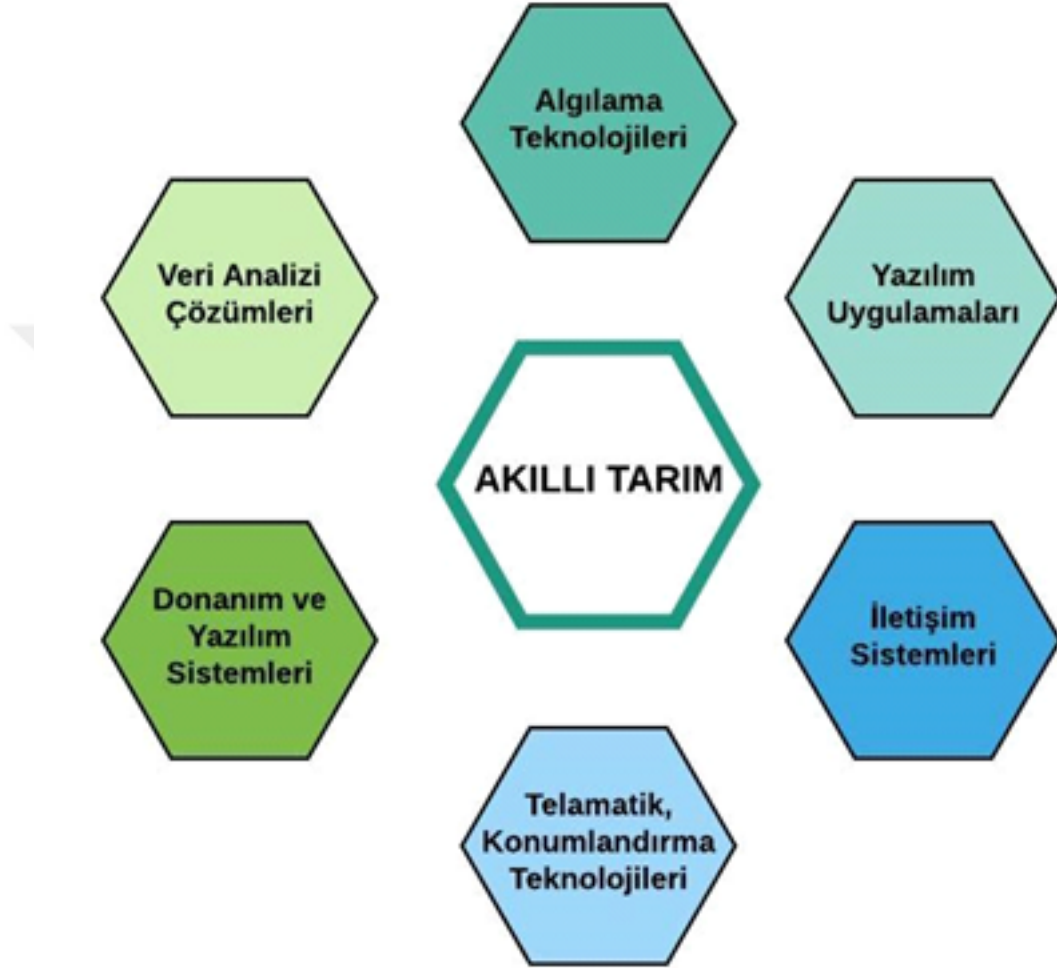 Algılama
Teknolojileri
Veri Analizi
Çözümleri
Yazılım
Uygulamaları
AKILLI TARIM
Donanım ve
Yazılım
Sistemleri
İletişim
Sistemleri
Telamatik,
Konumlandırma
Teknolojileri